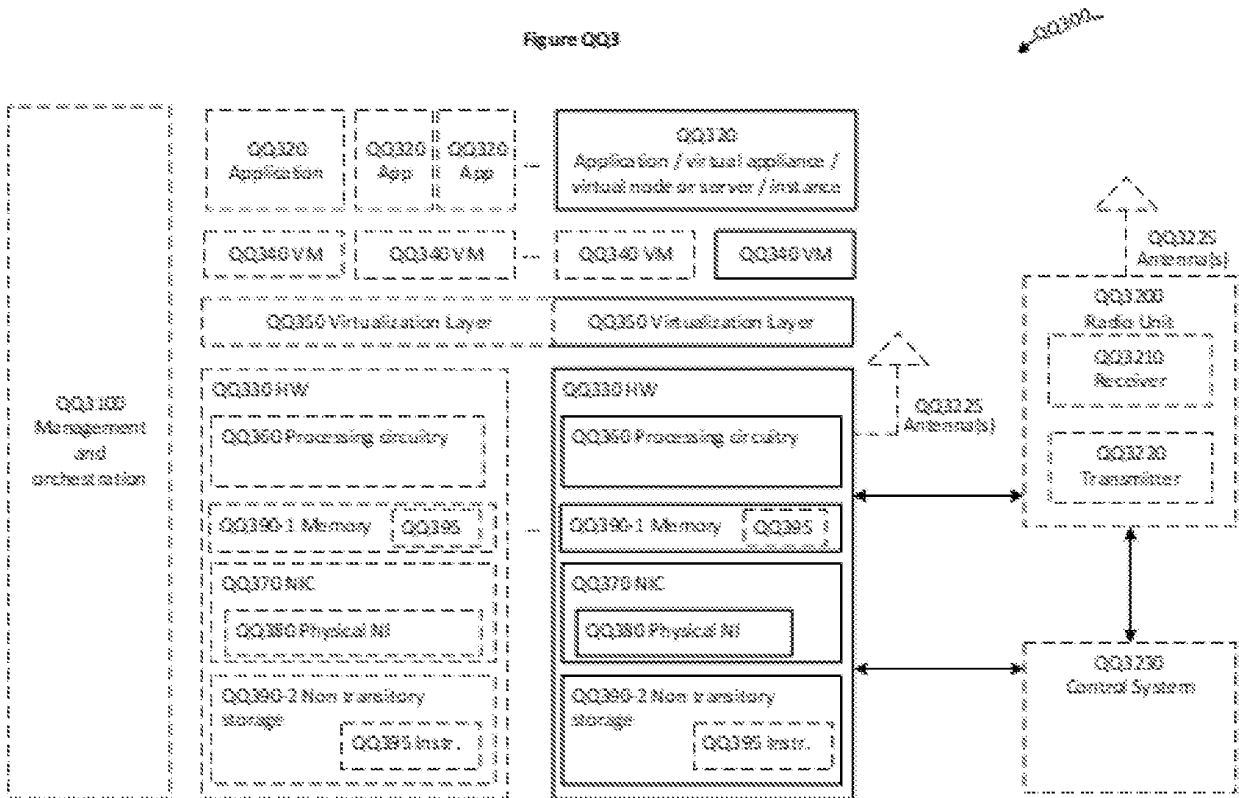 Figure QQ3
QQ300
QQ320
Application
QQ320
App
QQ320
App
...
QQ320
Application / virtual appliance /
virtual node or server / instance
QQ340 VM
QQ340 VM
...
QQ340 VM
QQ340 VM
QQ350 Virtualization Layer
QQ350 Virtualization Layer
QQ3100
Management
and
orchestration
QQ330 HW
QQ360 Processing circuitry
QQ390-1 Memory
QQ395
QQ370 NIC
QQ380 Physical NI
QQ390-2 Non transitory
storage
QQ395 Instr.
...
QQ330 HW
QQ360 Processing circuitry
QQ390-1 Memory
QQ395
QQ370 NIC
QQ380 Physical NI
QQ390-2 Non transitory
storage
QQ395 Instr.
QQ3225
Antenna(s)
QQ3225
Antenna(s)
QQ3200
Radio Unit
QQ3210
Receiver
QQ3220
Transmitter
QQ3230
Control System